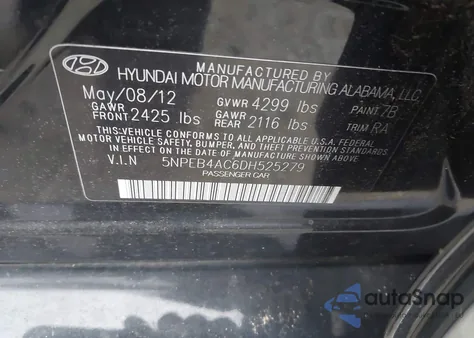 MANUFACTURED BY
HYUNDAI MOTOR MANUFACTURING ALABAMA, LLC
May/08/12 GVWR 4299 lbs PAINT 7B
GAWR FRONT 2425 lbs GAWR REAR 2116 lbs TRIM RA
THIS VEHICLE CONFORMS TO ALL APPLICABLE U.S.A FEDERAL
MOTOR VEHICLE SAFETY, BUMPER, AND THEFT PREVENTION
STANDARDS IN EFFECT ON THE DATE OF MANUFACTURE SHOWN ABOVE.
V.I.N 5NPEB4AC6DH525279
PASSENGER CAR
autoSnap